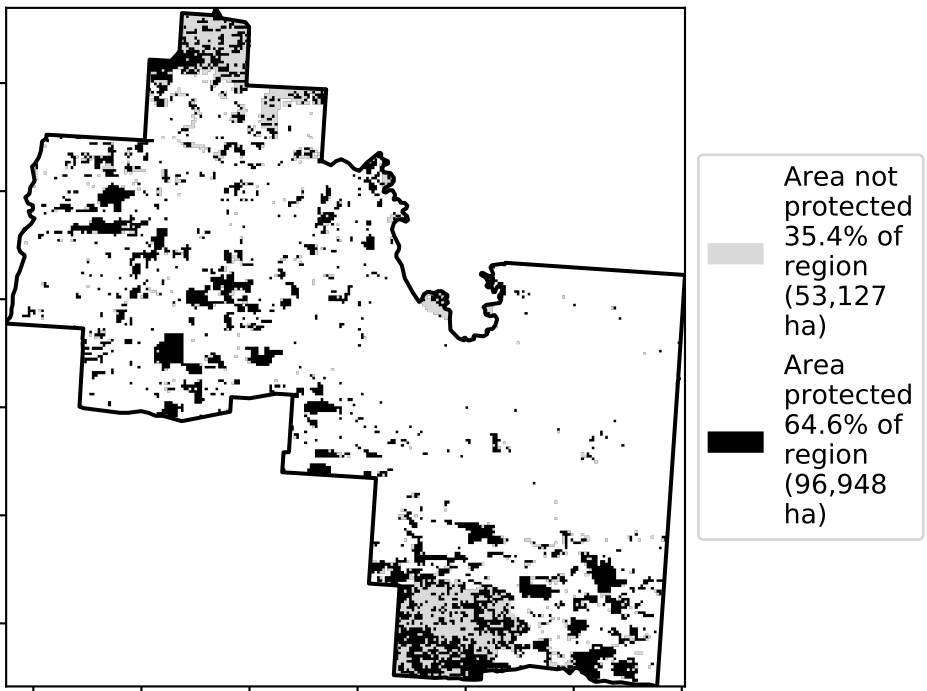 Area not
protected
35.4% of
region
(53,127
ha)
Area
protected
64.6% of
region
(96,948
ha)